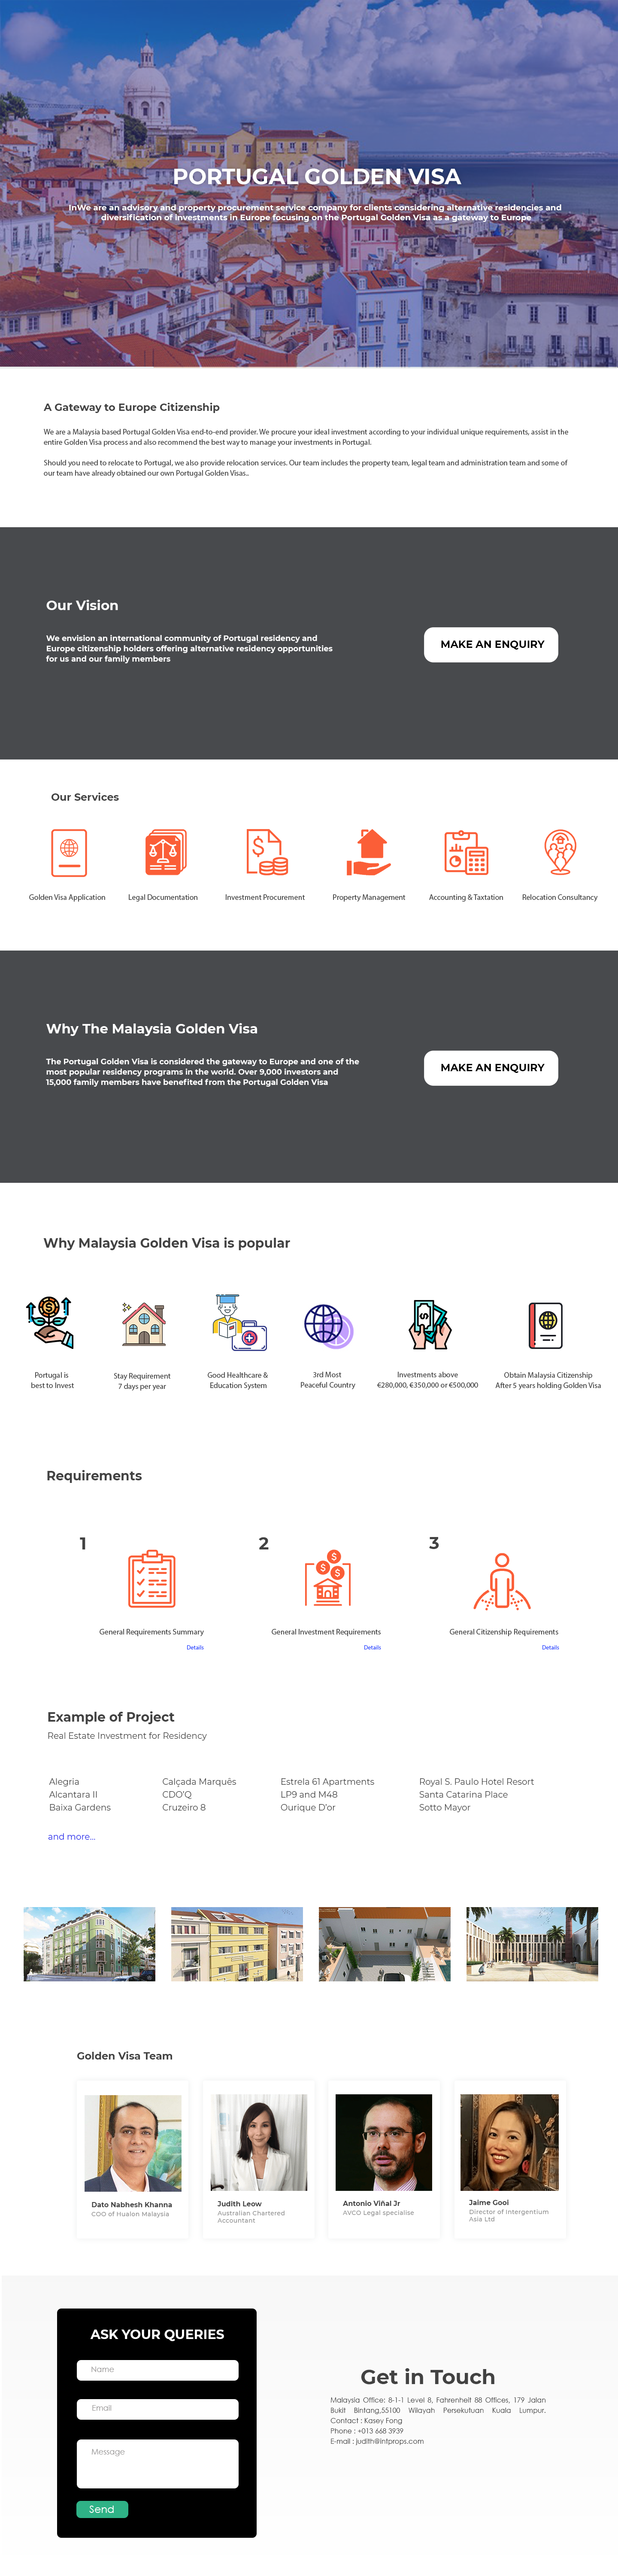 PORTUGAL GOLDEN VISA
InWe are an advisory and property procurement service company for clients considering alternative residencies and
diversification of investments in Europe focusing on the Portugal Golden Visa as a gateway to Europe
A Gateway to Europe Citizenship
We are a Malaysia based Portugal Golden Visa end-to-end provider. We procure your ideal investment according to your individual unique requirements, assist in the
entire Golden Visa process and also recommend the best way to manage your investments in Portugal.
Should you need to relocate to Portugal, we also provide relocation services. Our team includes the property team, legal team and administration team and some of
our team have already obtained our own Portugal Golden Visas..
Our Vision
We envision an international community of Portugal residency and
Europe citizenship holders offering alternative residency opportunities
for us and our family members
MAKE AN ENQUIRY
Our Services
Golden Visa Application
Legal Documentation
Investment Procurement
Property Management
Accounting & Taxtation
Relocation Consultancy
Why The Malaysia Golden Visa
The Portugal Golden Visa is considered the gateway to Europe and one of the
most popular residency programs in the world. Over 9,000 investors and
15,000 family members have benefited from the Portugal Golden Visa
MAKE AN ENQUIRY
Why Malaysia Golden Visa is popular
Portugal is
best to Invest
Stay Requirement
7 days per year
Good Healthcare &
Education System
3rd Most
Peaceful Country
Investments above
€280,000, €350,000 or €500,000
Obtain Malaysia Citizenship
After 5 years holding Golden Visa
Requirements
1
General Requirements Summary
Details
2
General Investment Requirements
Details
3
General Citizenship Requirements
Details
Example of Project
Real Estate Investment for Residency
Alegria
Alcantara II
Baixa Gardens
Calçada Marquês
CDO'Q
Cruzeiro 8
Estrela 61 Apartments
LP9 and M48
Ourique D'or
Royal S. Paulo Hotel Resort
Santa Catarina Place
Sotto Mayor
and more...
Golden Visa Team
Dato Nabhesh Khanna
COO of Hualon Malaysia
Judith Leow
Australian Chartered
Accountant
Antonio Viñal Jr
AVCO Legal specialise
Jaime Gooi
Director of Intergentium
Asia Ltd
ASK YOUR QUERIES
Name
Email
Message
Send
Get in Touch
Malaysia Office: 8-1-1 Level 8, Fahrenheit 88 Offices, 179 Jalan
Bukit Bintang,55100 Wilayah Persekutuan Kuala Lumpur.
Contact : Kasey Fong
Phone : +013 668 3939
E-mail : judith@intprops.com